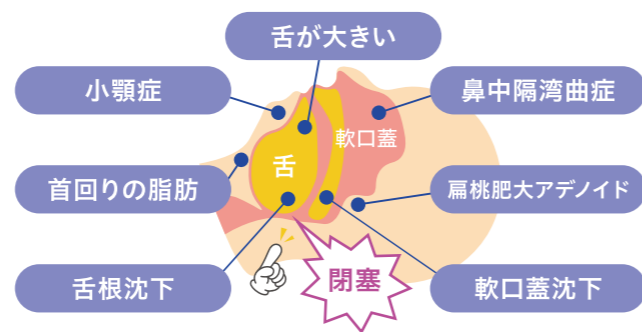 舌が大きい
小顎症
鼻中隔湾曲症
軟口蓋
舌
首回りの脂肪
扁桃肥大アデノイド
舌根沈下
閉塞
軟口蓋沈下